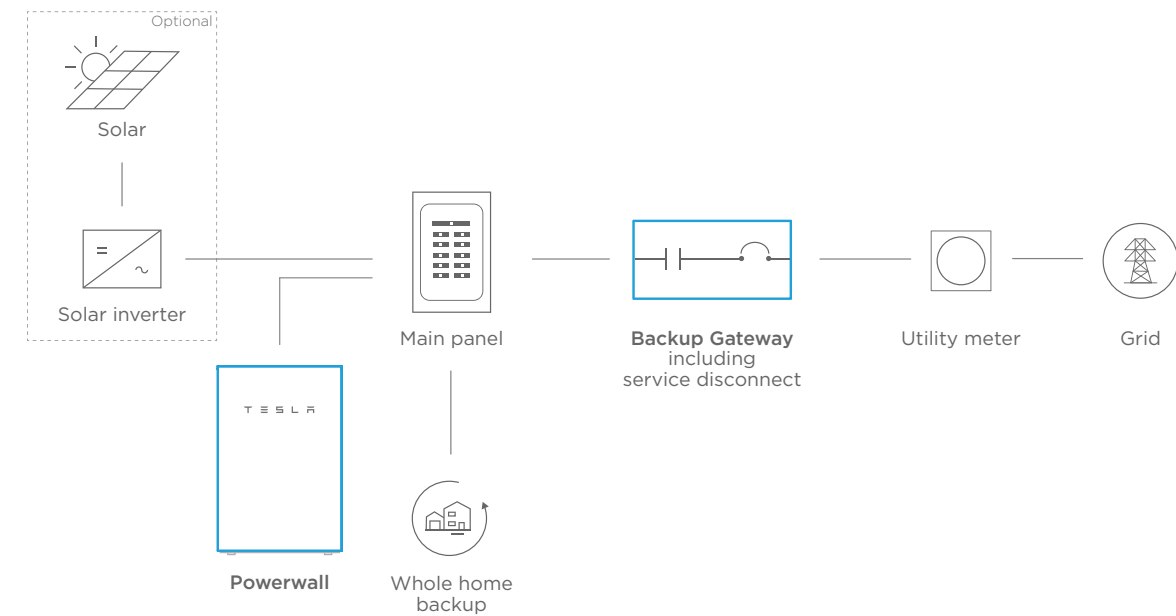 Optional
Solar
Solar inverter
TESLA
Powerwall
Main panel
Whole home
backup
Backup Gateway
including
service disconnect
Utility meter
Grid